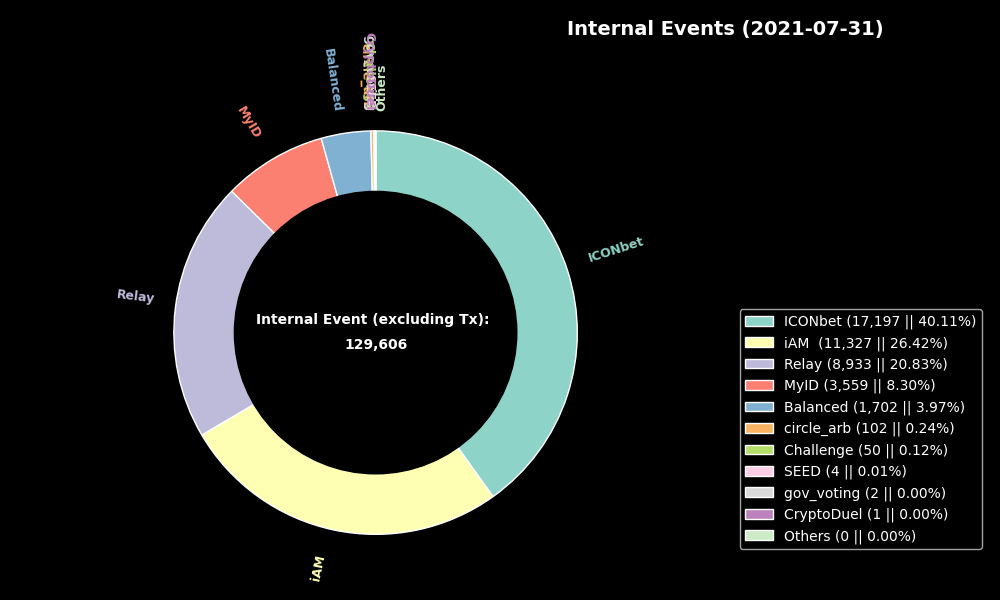 Internal Events (2021-07-31)
Balanced
Others
MyID
ICONbet
Relay
Internal Event (excluding Tx):
129,606
iAM
ICONbet (17,197 || 40.11%)
iAM  (11,327 || 26.42%)
Relay (8,933 || 20.83%)
MyID (3,559 || 8.30%)
Balanced (1,702 || 3.97%)
circle_arb (102 || 0.24%)
Challenge (50 || 0.12%)
SEED (4 || 0.01%)
gov_voting (2 || 0.00%)
CryptoDuel (1 || 0.00%)
Others (0 || 0.00%)